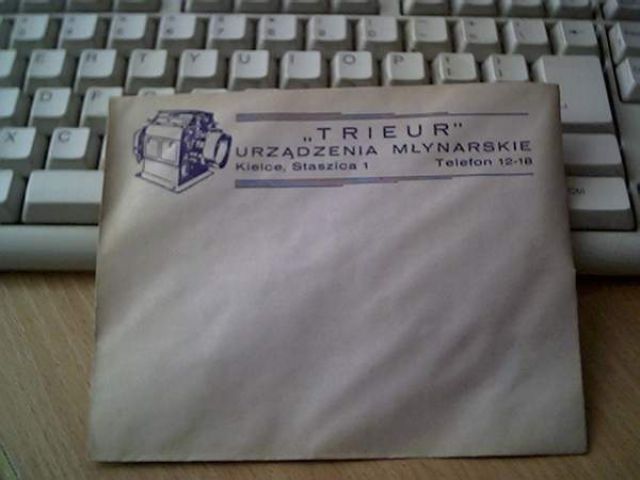 E R T Y U I O P
X C
„TRIEUR"
URZĄDZENIA MŁYNARSKIE
Kielce, Staszica 1 Telefon 12-18